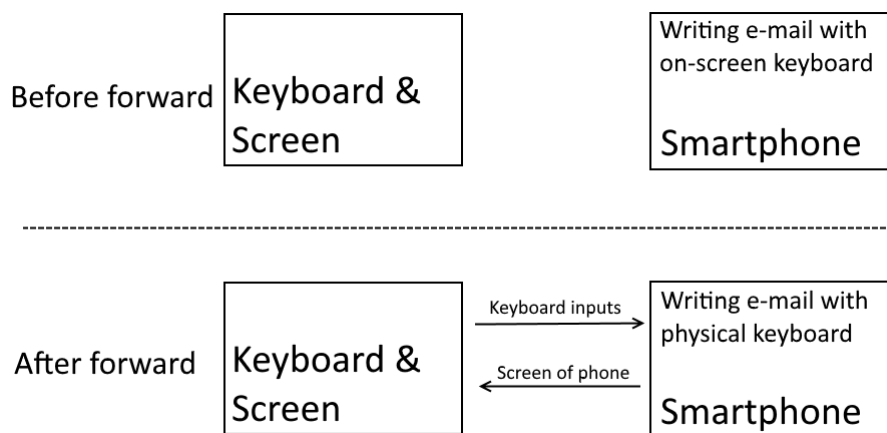 Before forward
Keyboard &
Screen
Writing e-mail with
on-screen keyboard
Smartphone
After forward
Keyboard &
Screen
Keyboard inputs
Screen of phone
Writing e-mail with
physical keyboard
Smartphone